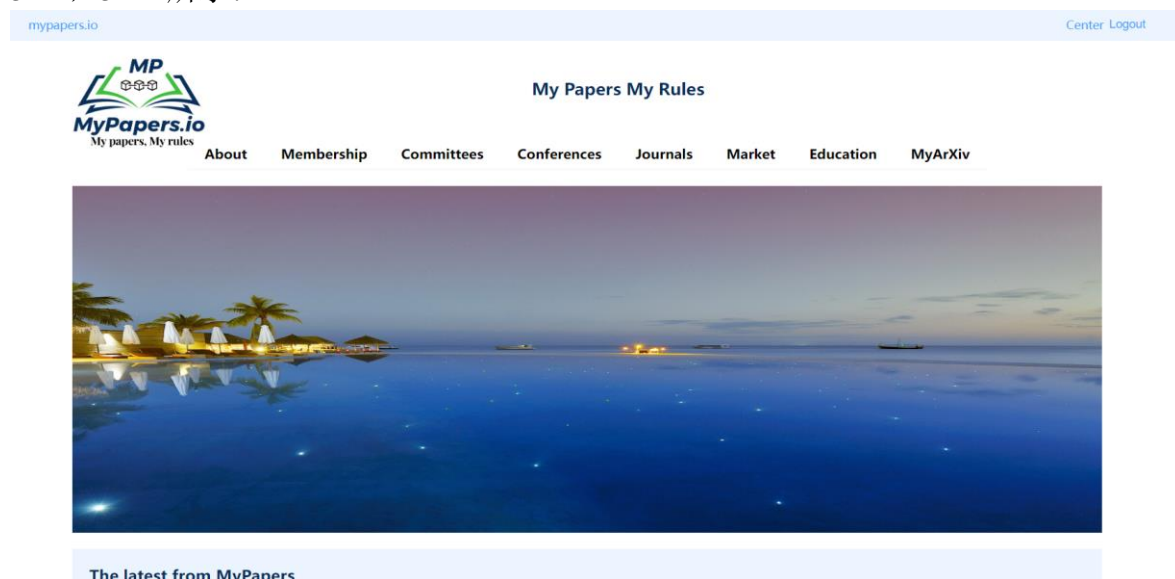 mypapers.io Center Logout
MP
My Papers My Rules
MyPapers.io
My papers, My rules
About Membership Committees Conferences Journals Market Education MyArXiv
The latest from MyPapers